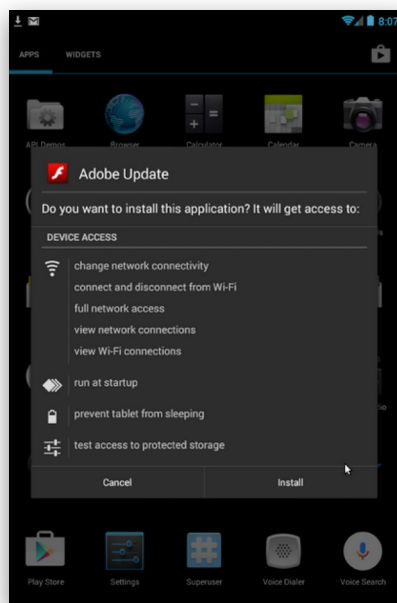 8:07
APPS WIDGETS
API Demos Browser Calculator Calendar Camera
Adobe Update
Do you want to install this application? It will get access to:
DEVICE ACCESS
change network connectivity
connect and disconnect from Wi-Fi
full network access
view network connections
view Wi-Fi connections
run at startup
prevent tablet from sleeping
test access to protected storage
Cancel Install
Play Store Settings Superuser Voice Dialer Voice Search